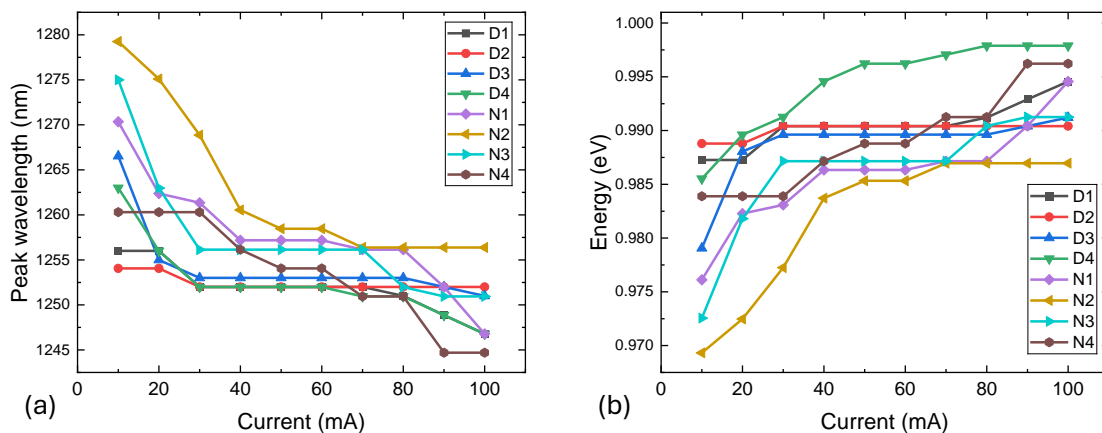 Peak wavelength (nm)
1280
1275
1270
1265
1260
1255
1250
1245
0
20
40
60
80
100
Current (mA)
D1
D2
D3
D4
N1
N2
N3
N4
(a)
Energy (eV)
1.000
0.995
0.990
0.985
0.980
0.975
0.970
0
20
40
60
80
100
Current (mA)
D1
D2
D3
D4
N1
N2
N3
N4
(b)